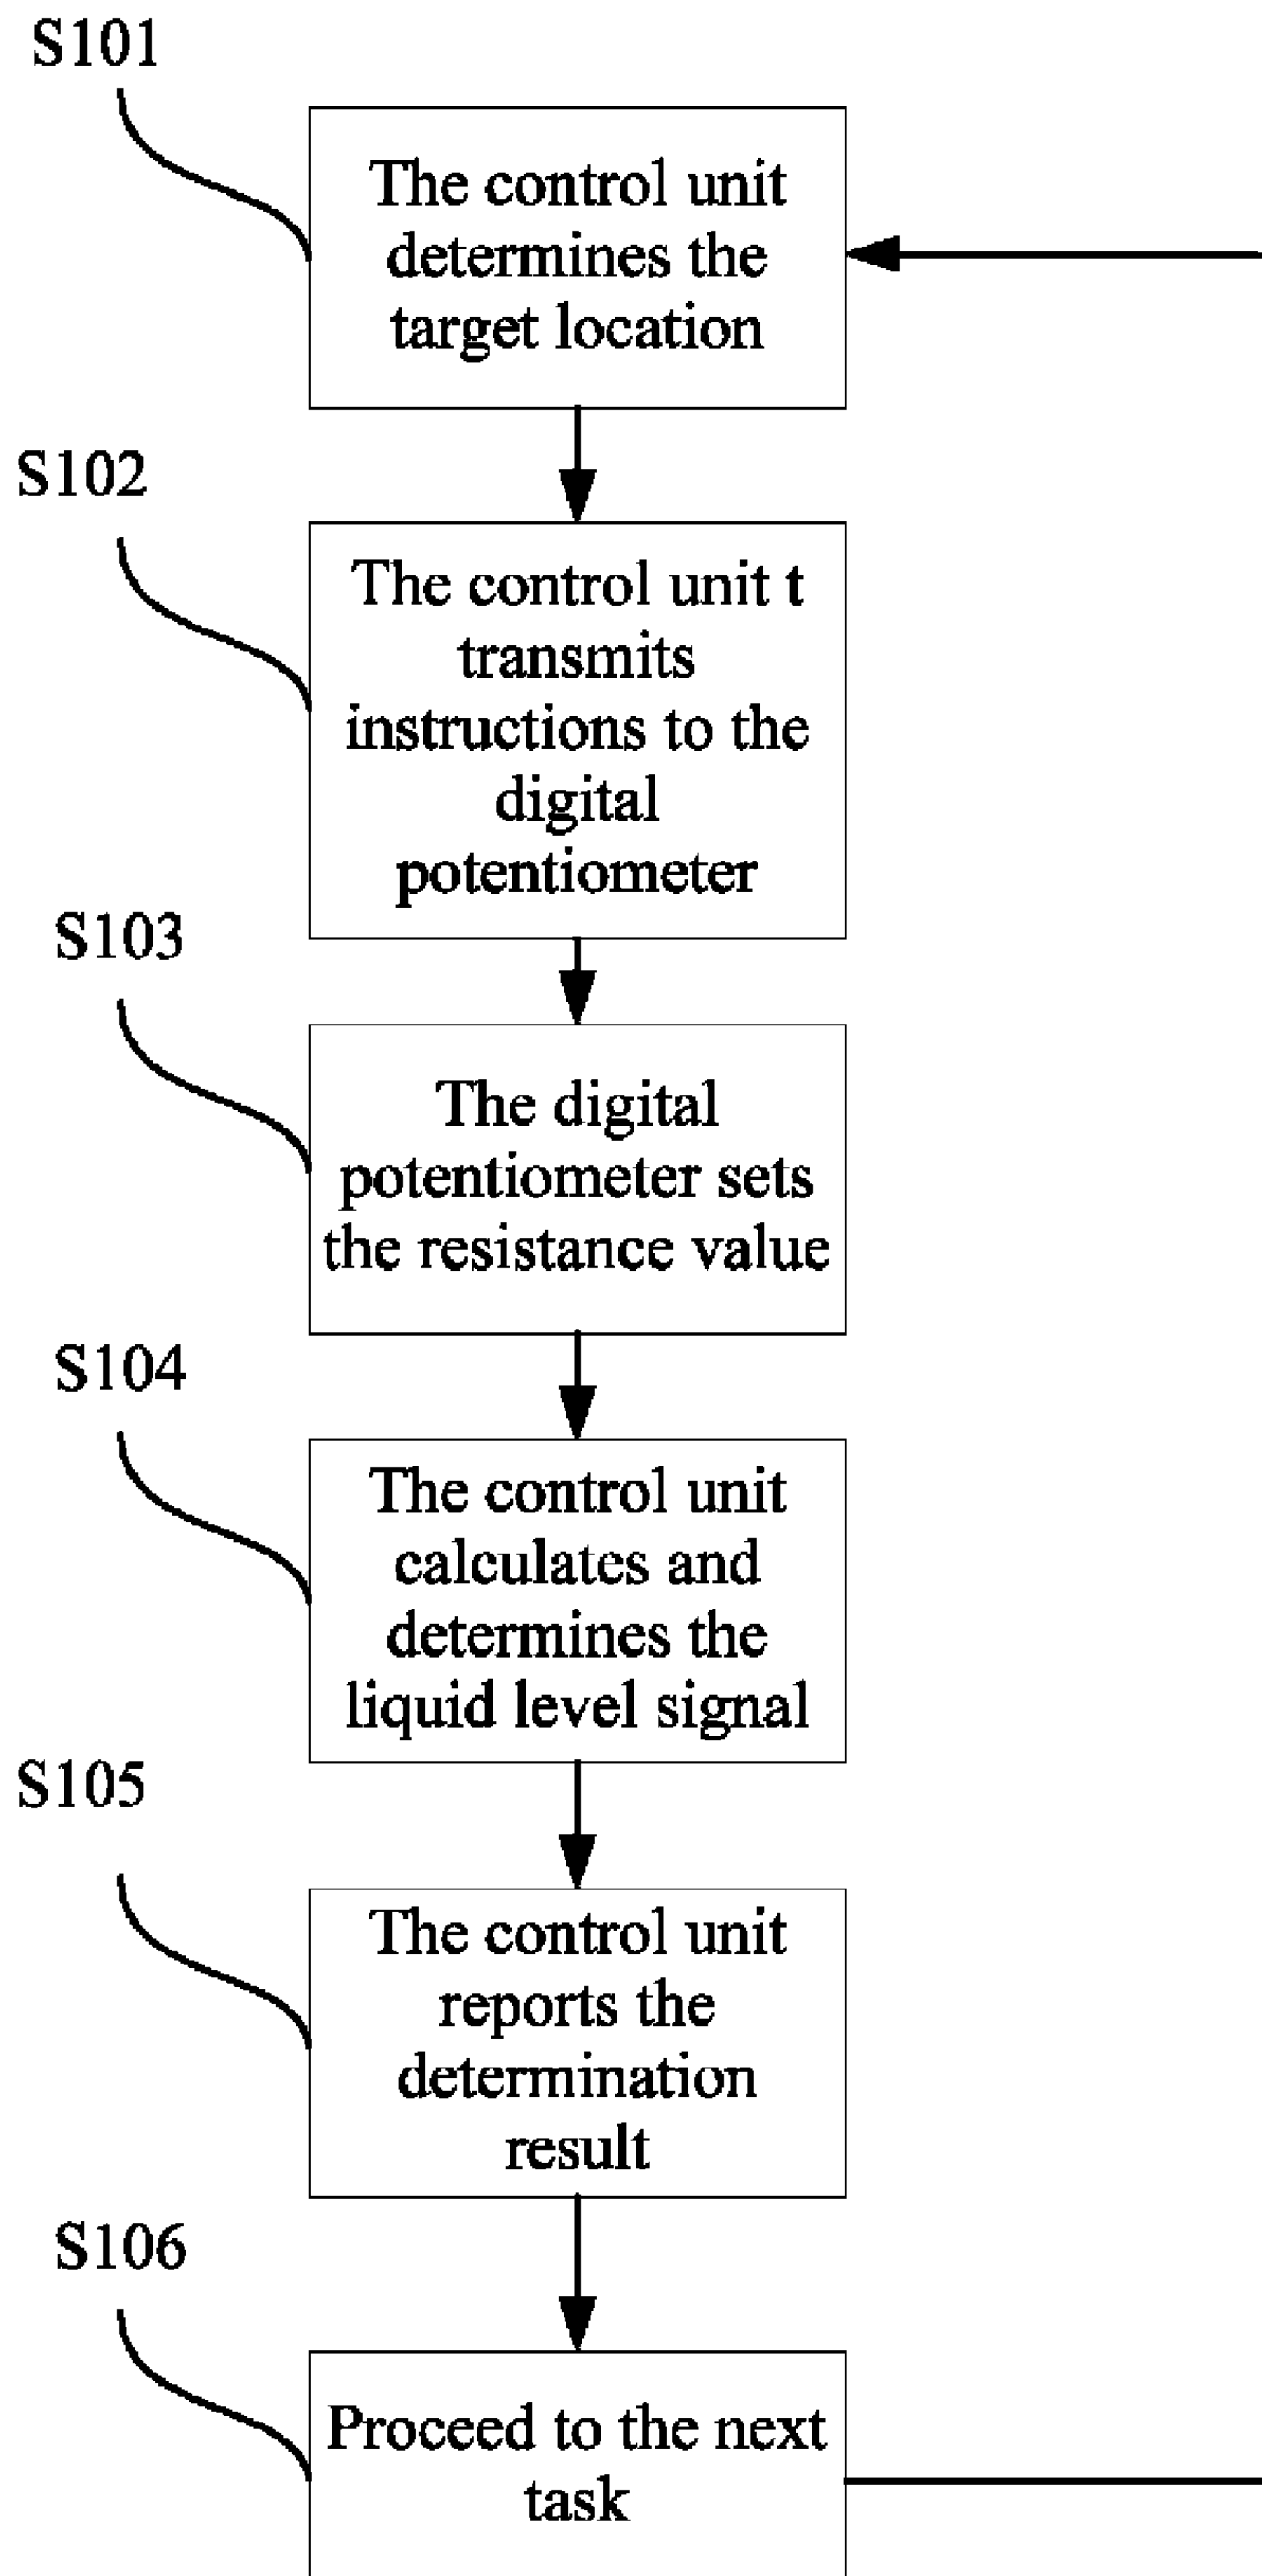 S101
The control unit
determines the
target location
S102
The control unit t
transmits
instructions to the
digital
potentiometer
S103
The digital
potentiometer sets
the resistance value
S104
The control unit
calculates and
determines the
liquid level signal
S105
The control unit
reports the
determination
result
S106
Proceed to the next
task